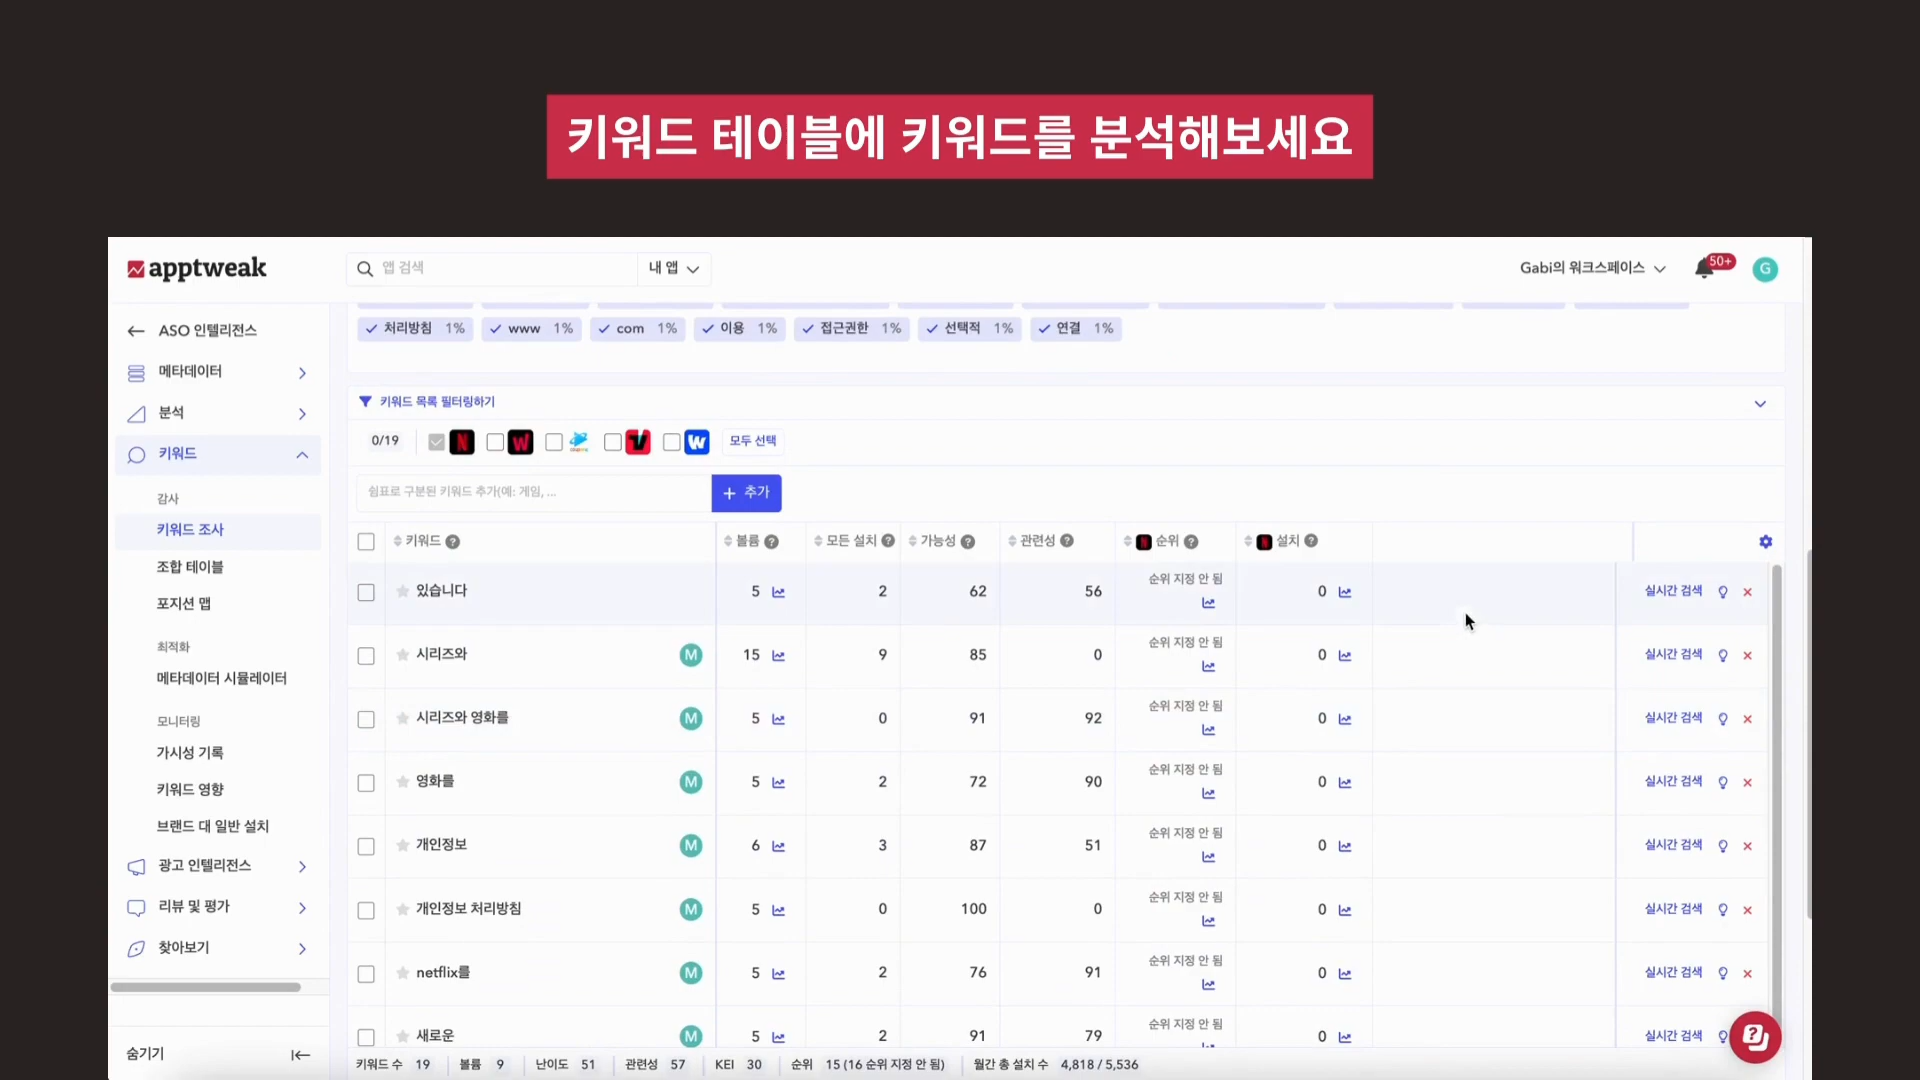 키워드 테이블에 키워드를 분석해보세요
apptweak
앱 검색
내 앱
Gabi의 워크스페이스
50+
G
ASO 인텔리전스
메타데이터
분석
키워드
감사
키워드 조사
조합 테이블
포지션 맵
최적화
메타데이터 시뮬레이터
모니터링
가시성 기록
키워드 영향
브랜드 대 일반 설치
광고 인텔리전스
리뷰 및 평가
찾아보기
숨기기
처리방침 1% www 1% com 1% 이용 1% 접근권한 1% 선택적 1% 연결 1%
키워드 목록 필터링하기
0/19 N W V W 모두 선택
쉼표로 구분된 키워드 추가(예: 게임, ...
+ 추가
키워드 ? 볼륨 ? 모든 설치 ? 가능성 ? 관련성 ? N 순위 ? N 설치 ?
있습니다 5 2 62 56 순위 지정 안 됨 0 실시간 검색
시리즈와 M 15 9 85 0 순위 지정 안 됨 0 실시간 검색
시리즈와 영화를 M 5 0 91 92 순위 지정 안 됨 0 실시간 검색
영화를 M 5 2 72 90 순위 지정 안 됨 0 실시간 검색
개인정보 M 6 3 87 51 순위 지정 안 됨 0 실시간 검색
개인정보 처리방침 M 5 0 100 0 순위 지정 안 됨 0 실시간 검색
netflix를 M 5 2 76 91 순위 지정 안 됨 0 실시간 검색
새로운 M 5 2 91 79 순위 지정 안 됨 0 실시간 검색
키워드 수 19 볼륨 9 난이도 51 관련성 57 KEI 30 순위 15 (16 순위 지정 안 됨) 월간 총 설치 수 4,818 / 5,536